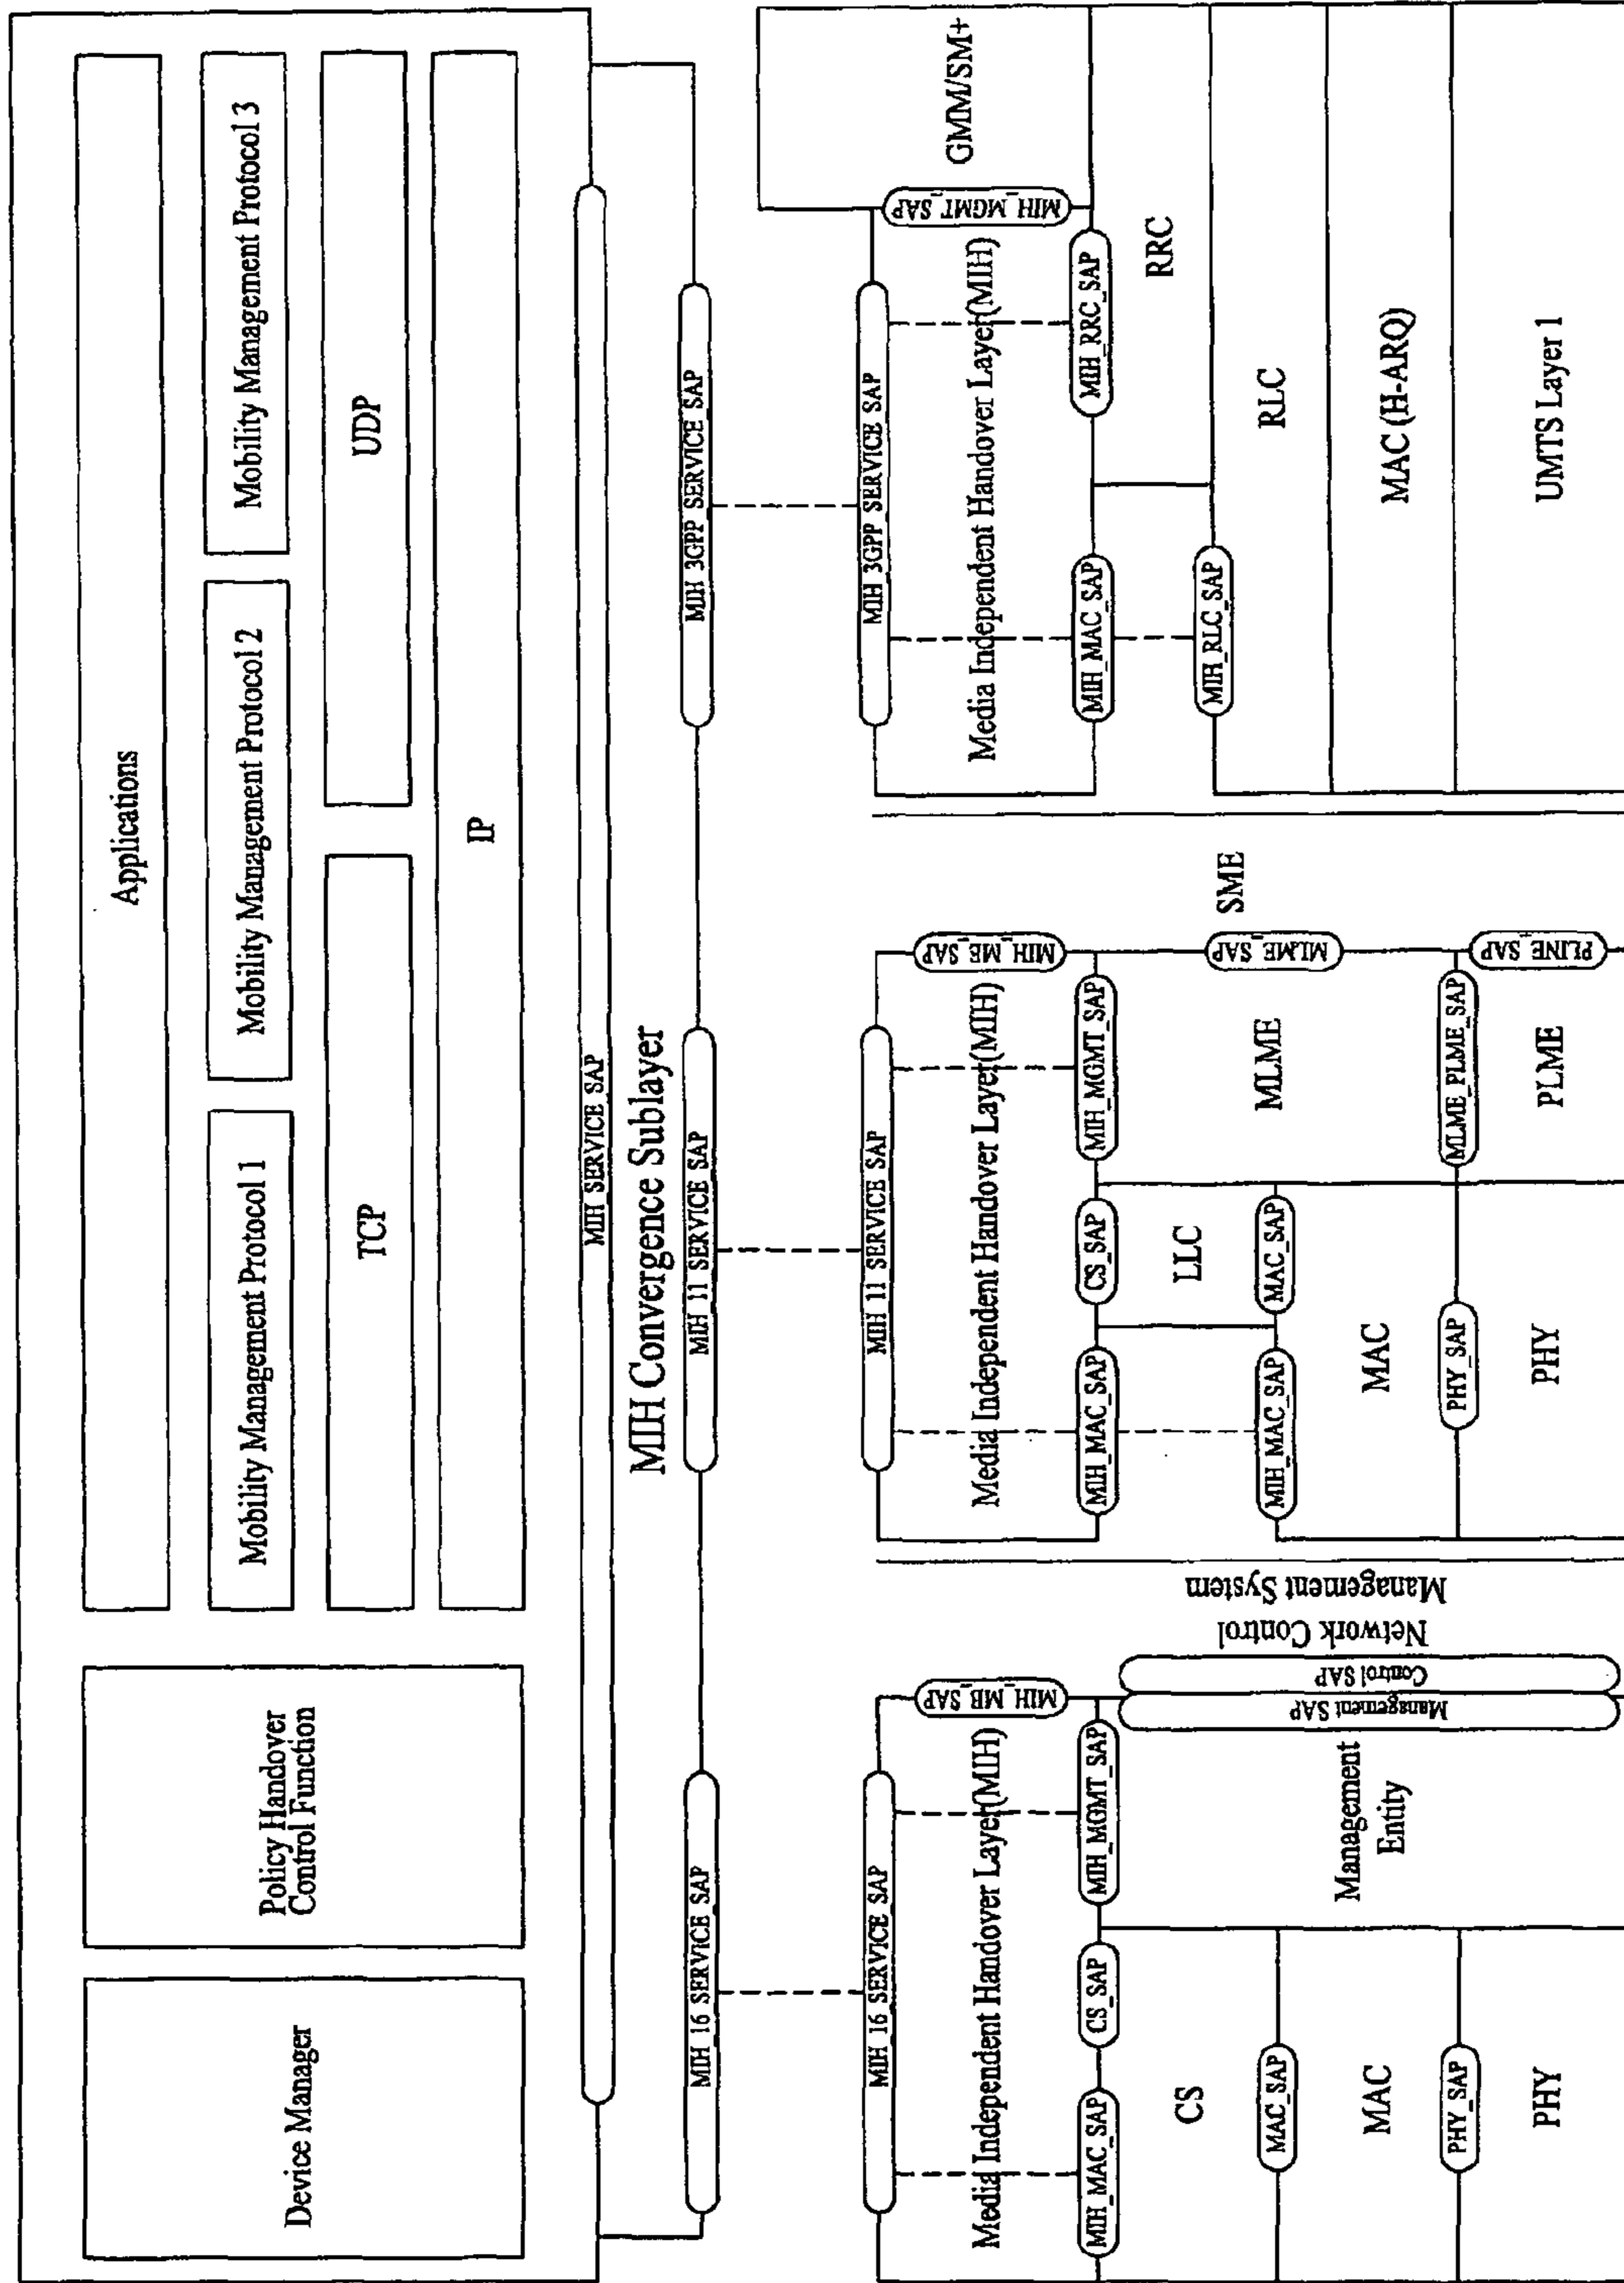 Device Manager
Policy Handover
Control Function
Applications
Mobility Management Protocol 1
Mobility Management Protocol 2
Mobility Management Protocol 3
TCP
UDP
IP
MIH SERVICE SAP
MIH Convergence Sublayer
MIH 16 SERVICE SAP
MIH 11 SERVICE SAP
MIH 3GPP SERVICE SAP
MIH 16 SERVICE SAP
Media Independent Handover Layer(MIH)
MIH_MB_SAP
MIH_MAC_SAP
CS_SAP
MIH_MGMT_SAP
CS
MAC_SAP
MAC
PHY_SAP
PHY
Management
Entity
Management SAP
Control SAP
Network Control
Management System
MIH 11 SERVICE SAP
Media Independent Handover Layer(MIH)
MIH_ME_SAP
MIH_MAC_SAP
CS_SAP
MIH_MGMT_SAP
LLC
MIH_MAC_SAP
MAC_SAP
MAC
PHY_SAP
PHY
MLME
MLME_SAP
MLME_PLME_SAP
PLME
PLINE_SAP
SME
MIH 3GPP SERVICE SAP
Media Independent Handover Layer(MIH)
MIH_MGMT_SAP
GMM/SM+
MIH_MAC_SAP
MIH_RRC_SAP
RRC
MIH_RLC_SAP
RLC
MAC (H-ARQ)
UMTS Layer 1